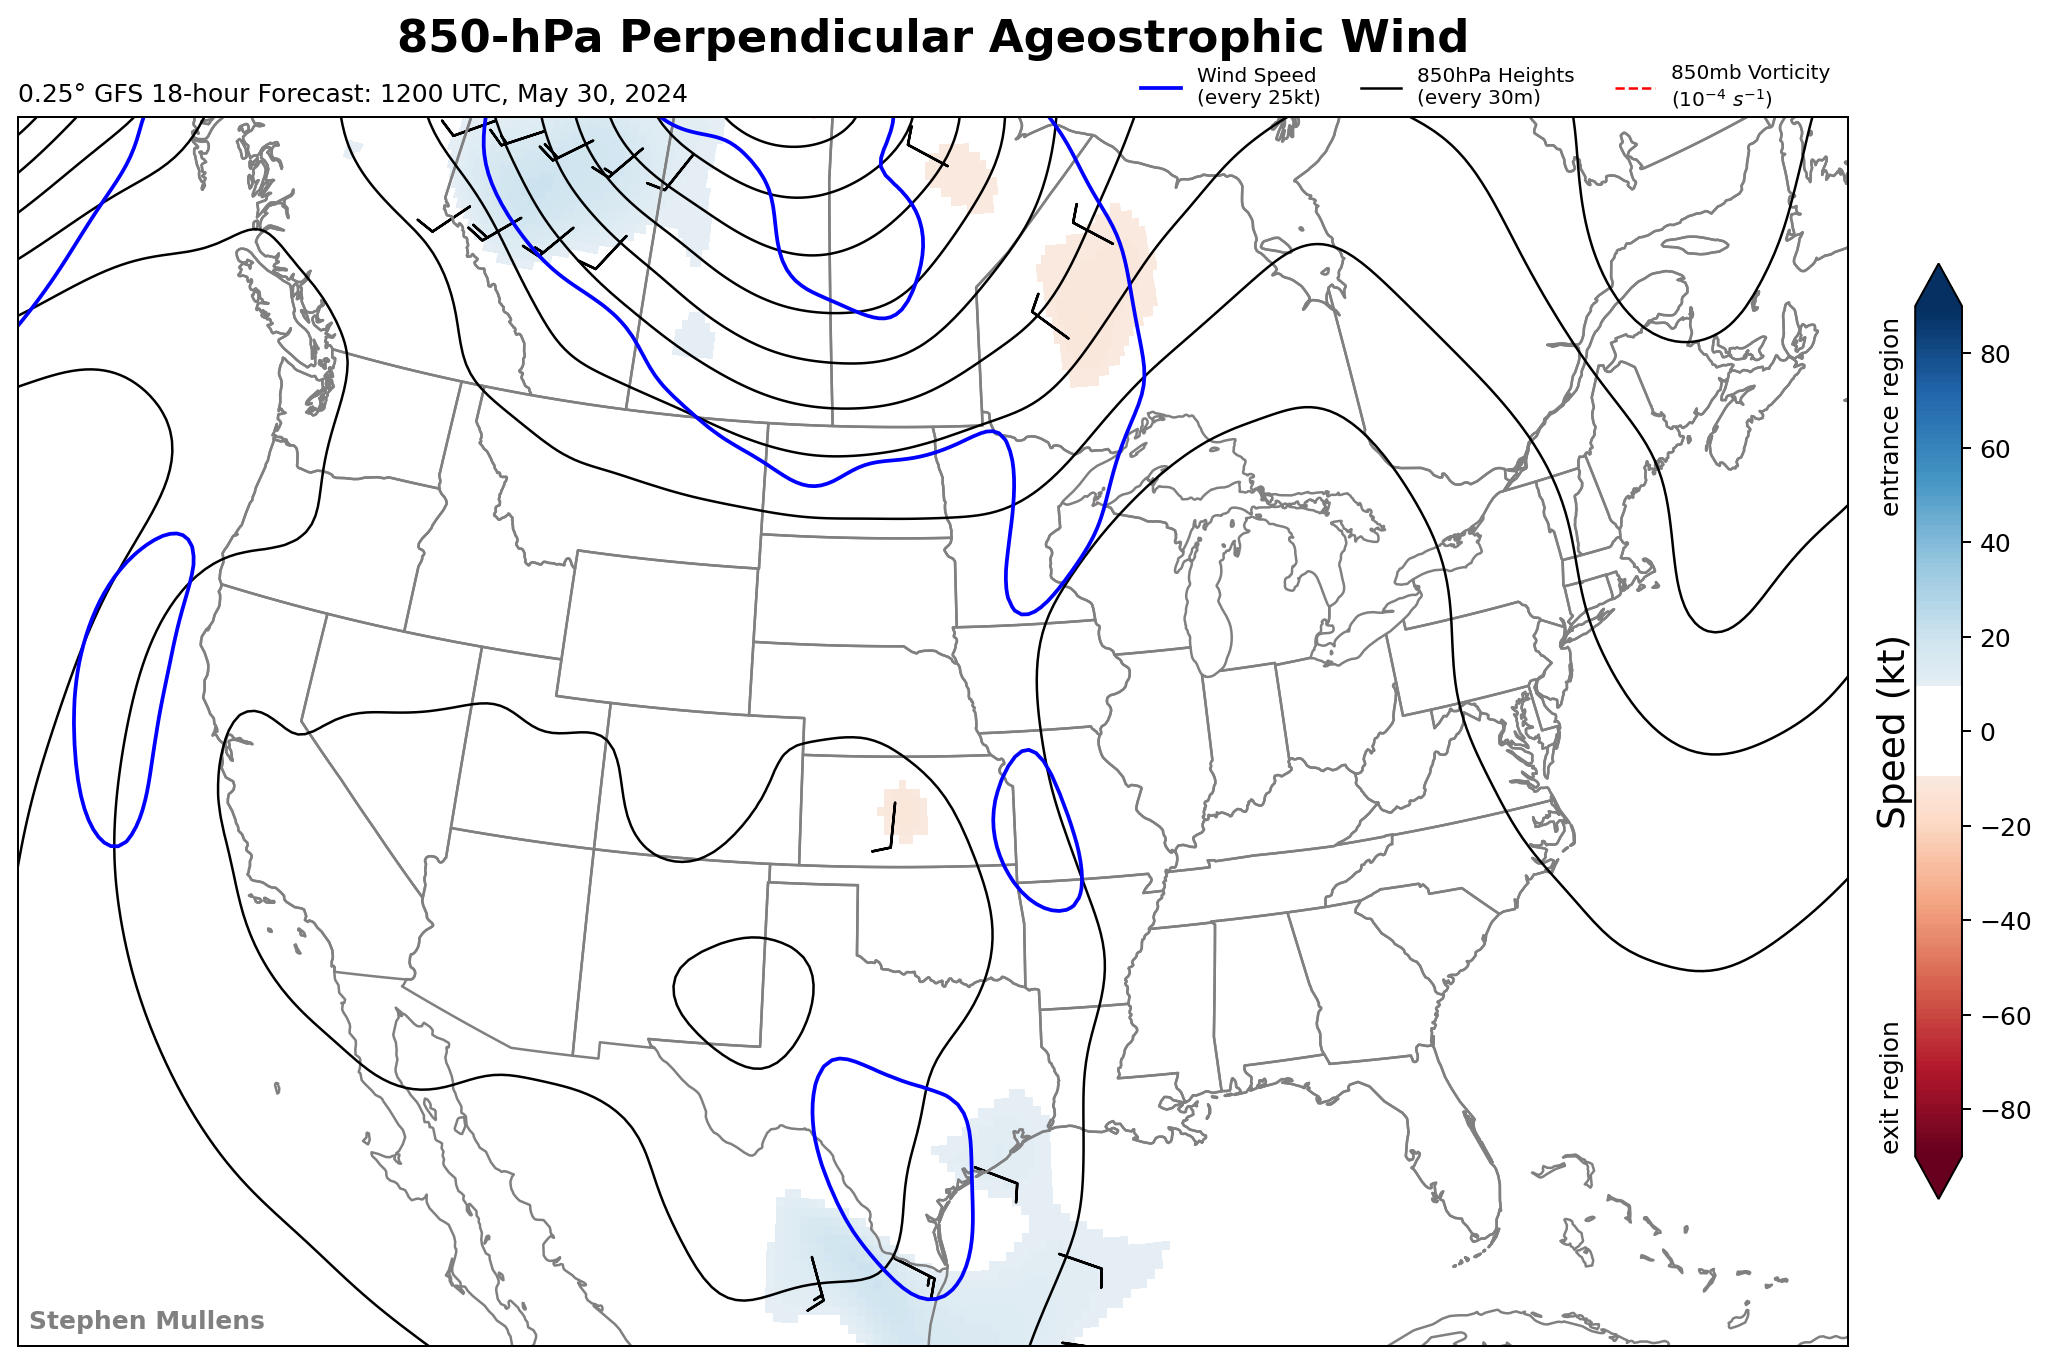 850-hPa Perpendicular Ageostrophic Wind
0.25° GFS 18-hour Forecast: 1200 UTC, May 30, 2024
Wind Speed
(every 25kt)
850hPa Heights
(every 30m)
850mb Vorticity
(10⁻⁴ s⁻¹)
entrance region
Speed (kt)
exit region
80
60
40
20
0
−20
−40
−60
−80
Stephen Mullens